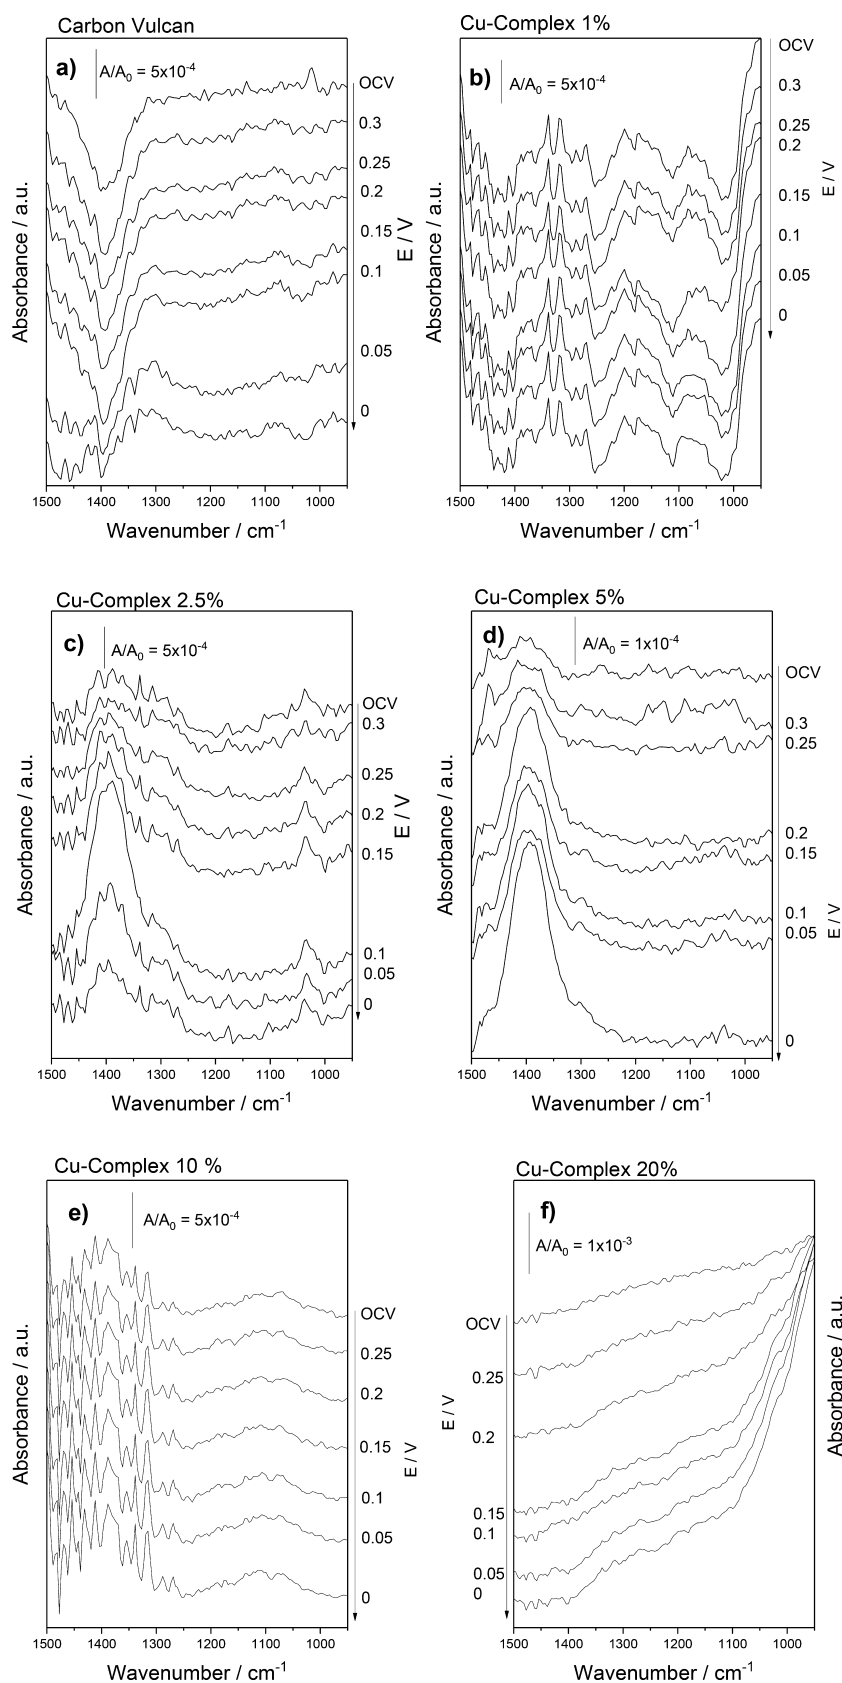 Carbon Vulcan
a)
A/A0 = 5x10-4
OCV
0.3
0.25
0.2
0.15
0.1
0.05
0
E / V
Absorbance / a.u.
1500 1400 1300 1200 1100 1000
Wavenumber / cm-1
Cu-Complex 1%
b)
A/A0 = 5x10-4
OCV
0.3
0.25
0.2
0.15
0.1
0.05
0
E / V
Absorbance / a.u.
1500 1400 1300 1200 1100 1000
Wavenumber / cm-1
Cu-Complex 2.5%
c)
A/A0 = 5x10-4
OCV
0.3
0.25
0.2
0.15
0.1
0.05
0
E / V
Absorbance / a.u.
1500 1400 1300 1200 1100 1000
Wavenumber / cm-1
Cu-Complex 5%
d)
A/A0 = 1x10-4
OCV
0.3
0.25
0.2
0.15
0.1
0.05
0
E / V
Absorbance / a.u.
1500 1400 1300 1200 1100 1000
Wavenumber / cm-1
Cu-Complex 10 %
e)
A/A0 = 5x10-4
OCV
0.25
0.2
0.15
0.1
0.05
0
E / V
Absorbance / a.u.
1500 1400 1300 1200 1100 1000
Wavenumber / cm-1
Cu-Complex 20%
f)
A/A0 = 1x10-3
OCV
0.25
0.2
0.15
0.1
0.05
0
E / V
Absorbance / a.u.
1500 1400 1300 1200 1100 1000
Wavenumber / cm-1